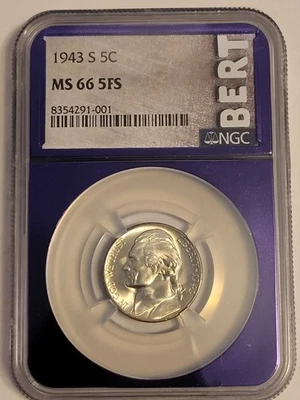 1943 S 5C
MS 66 5FS
8354291-001
BERT
NGC